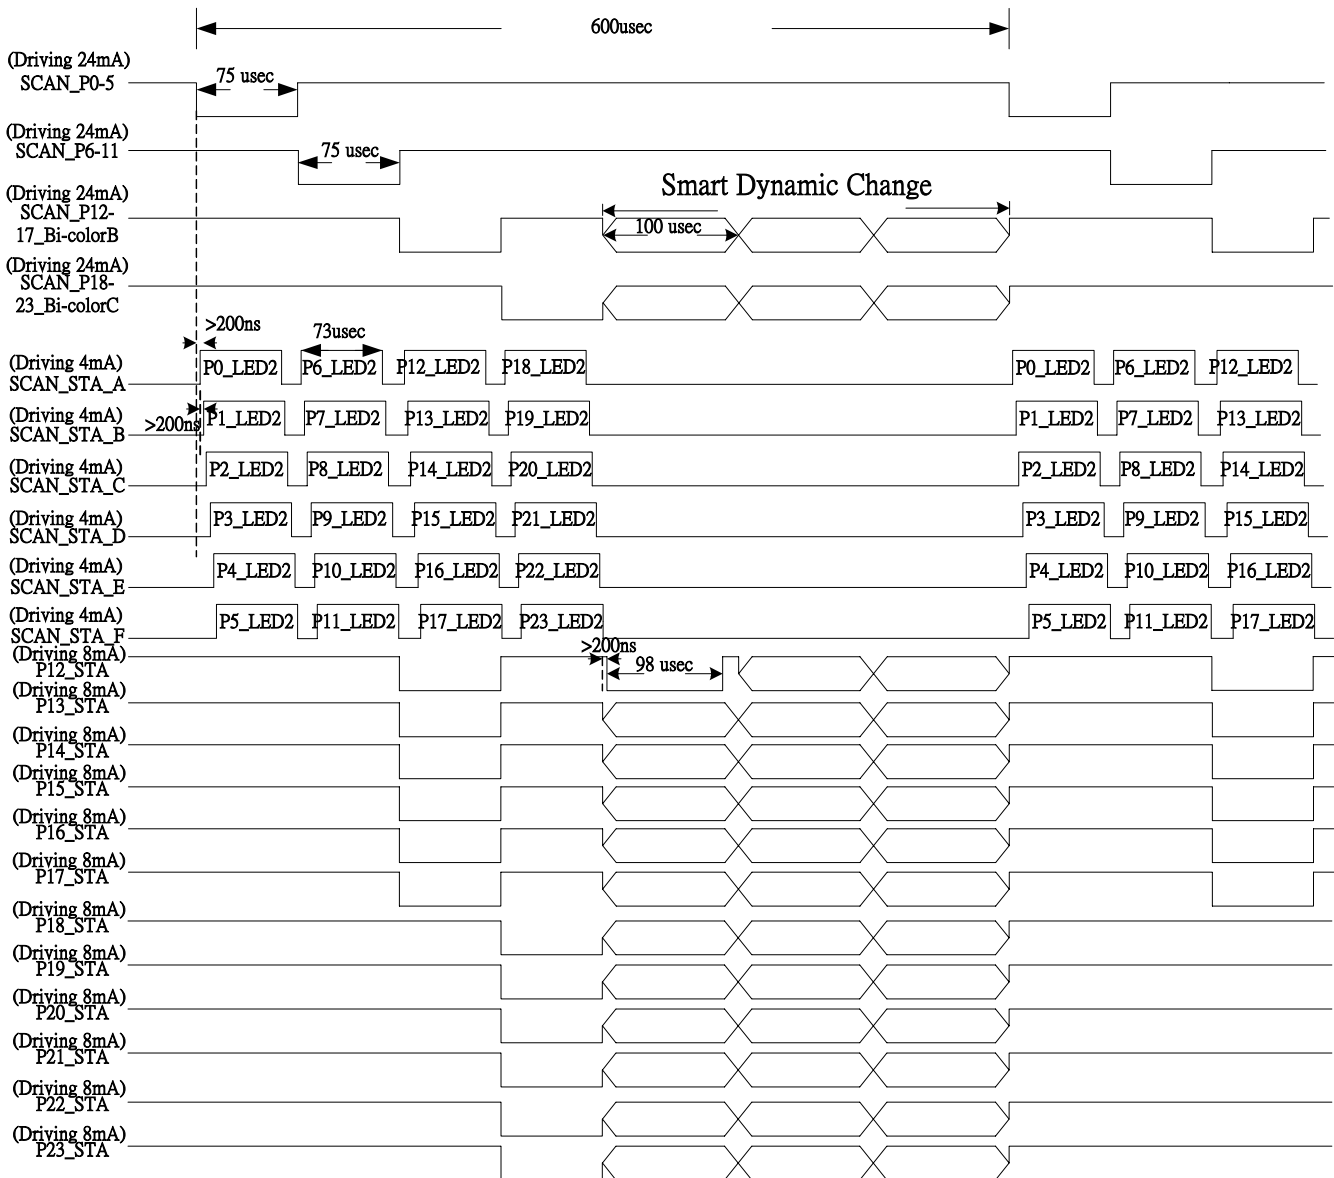 600usec
(Driving 24mA)
SCAN_P0-5
75 usec
(Driving 24mA)
SCAN_P6-11
75 usec
Smart Dynamic Change
(Driving 24mA)
SCAN_P12-
17_Bi-colorB
100 usec
(Driving 24mA)
SCAN_P18-
23_Bi-colorC
>200ns
73usec
(Driving 4mA)
SCAN_STA_A
P0_LED2 P6_LED2 P12_LED2 P18_LED2 P0_LED2 P6_LED2 P12_LED2
(Driving 4mA)
SCAN_STA_B
>200ns
P1_LED2 P7_LED2 P13_LED2 P19_LED2 P1_LED2 P7_LED2 P13_LED2
(Driving 4mA)
SCAN_STA_C
P2_LED2 P8_LED2 P14_LED2 P20_LED2 P2_LED2 P8_LED2 P14_LED2
(Driving 4mA)
SCAN_STA_D
P3_LED2 P9_LED2 P15_LED2 P21_LED2 P3_LED2 P9_LED2 P15_LED2
(Driving 4mA)
SCAN_STA_E
P4_LED2 P10_LED2 P16_LED2 P22_LED2 P4_LED2 P10_LED2 P16_LED2
(Driving 4mA)
SCAN_STA_F
P5_LED2 P11_LED2 P17_LED2 P23_LED2 P5_LED2 P11_LED2 P17_LED2
>200ns
(Driving 8mA)
P12_STA
98 usec
(Driving 8mA)
P13_STA
(Driving 8mA)
P14_STA
(Driving 8mA)
P15_STA
(Driving 8mA)
P16_STA
(Driving 8mA)
P17_STA
(Driving 8mA)
P18_STA
(Driving 8mA)
P19_STA
(Driving 8mA)
P20_STA
(Driving 8mA)
P21_STA
(Driving 8mA)
P22_STA
(Driving 8mA)
P23_STA